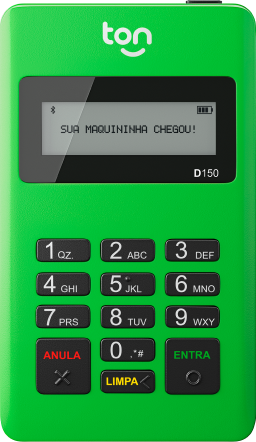 ton
SUA MAQUININHA CHEGOU!
D150
1 QZ. 2 ABC 3 DEF
4 GHI 5 JKL 6 MNO
7 PRS 8 TUV 9 WXY
ANULA 0 ,*# ENTRA
LIMPA